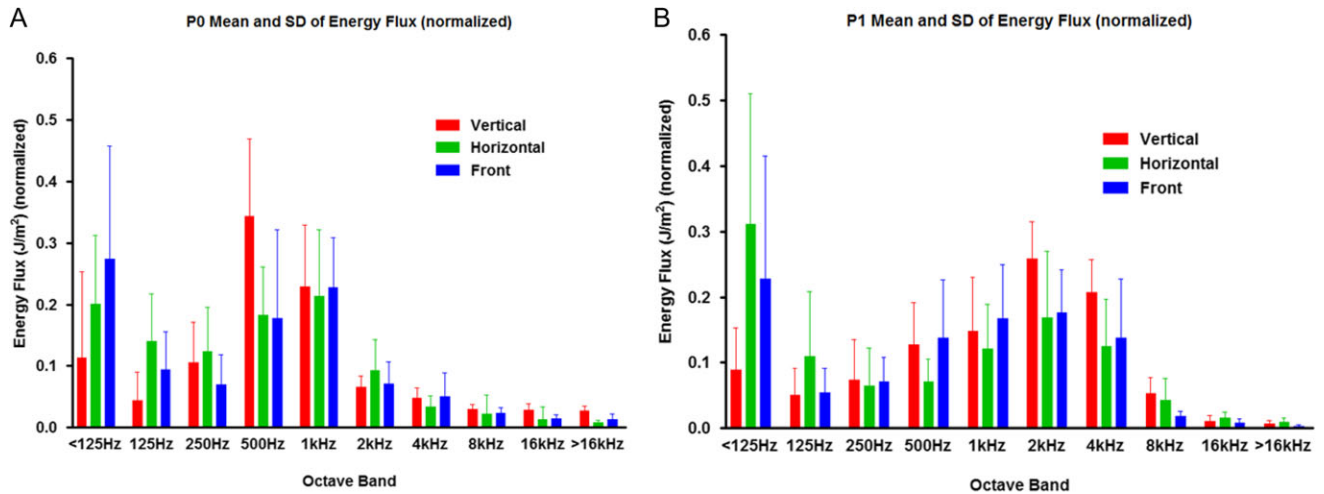 A
P0 Mean and SD of Energy Flux (normalized)
Energy Flux (J/m²) (normalized)
0.6
0.5
0.4
0.3
0.2
0.1
0.0
Vertical
Horizontal
Front
<125Hz 125Hz 250Hz 500Hz 1kHz 2kHz 4kHz 8kHz 16kHz >16kHz
Octave Band
B
P1 Mean and SD of Energy Flux (normalized)
Energy Flux (J/m²) (normalized)
0.6
0.5
0.4
0.3
0.2
0.1
0.0
Vertical
Horizontal
Front
<125Hz 125Hz 250Hz 500Hz 1kHz 2kHz 4kHz 8kHz 16kHz >16kHz
Octave Band